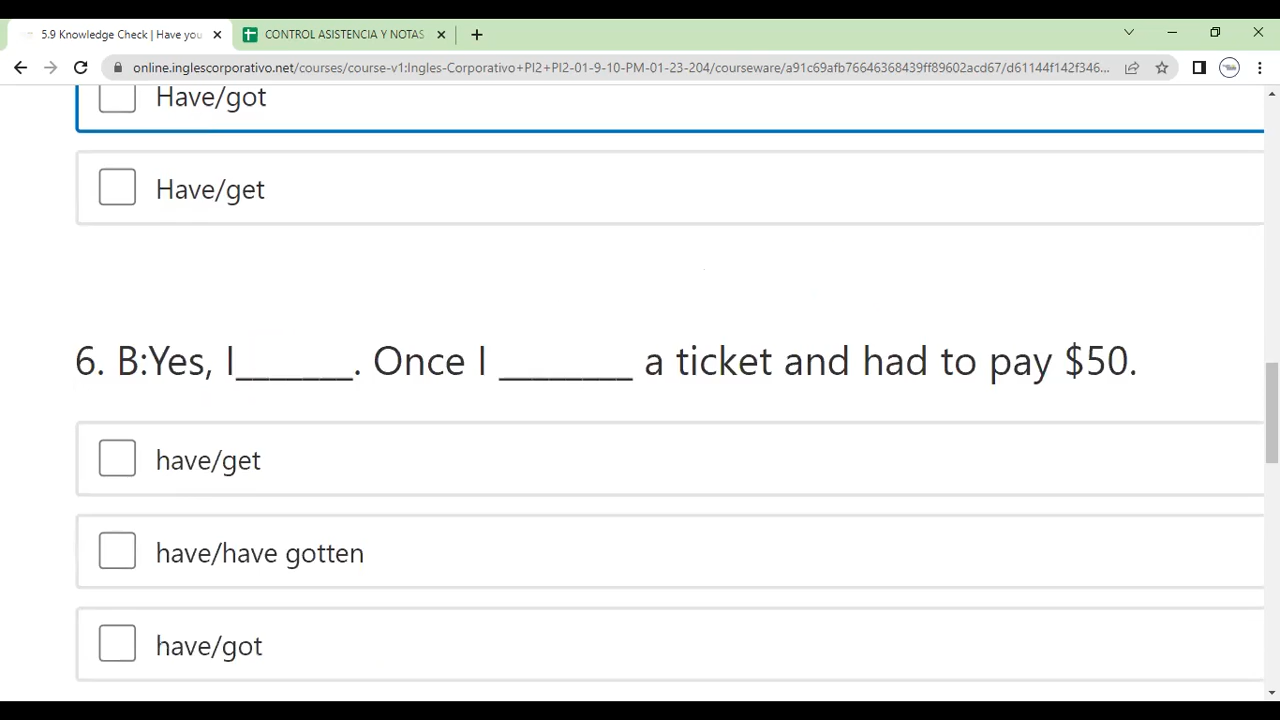 5.9 Knowledge Check | Have you
CONTROL ASISTENCIA Y NOTAS
online.inglescorporativo.net/courses/course-v1:Ingles-Corporativo+PI2+PI2-01-9-10-PM-01-23-204/courseware/a91c69afb76646368439ff89602acd67/d61144f142f346...
Have/got
Have/get
6. B:Yes, I_______. Once I ________ a ticket and had to pay $50.
have/get
have/have gotten
have/got